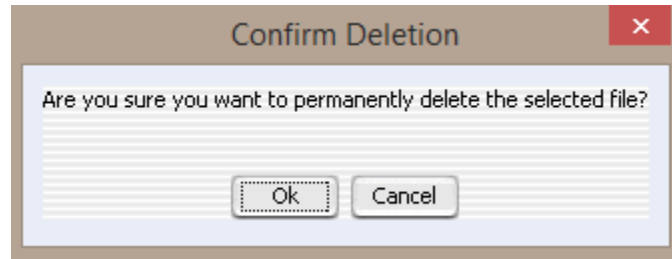 Confirm Deletion
Are you sure you want to permanently delete the selected file?
Ok
Cancel